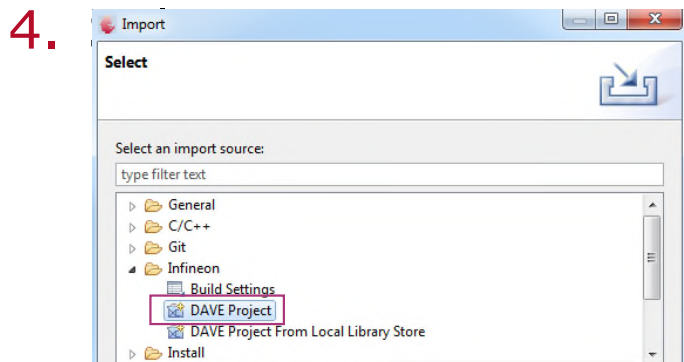 4.
Import
Select
Select an import source:
type filter text
General
C/C++
Git
Infineon
Build Settings
DAVE Project
DAVE Project From Local Library Store
Install